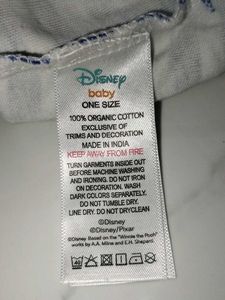 Disney
baby
ONE SIZE
100% ORGANIC COTTON
EXCLUSIVE OF
TRIMS AND DECORATION
MADE IN INDIA
KEEP AWAY FROM FIRE
TURN GARMENTS INSIDE OUT
BEFORE MACHINE WASHING
AND IRONING. DO NOT IRON
ON DECORATION. WASH
DARK COLORS SEPARATELY.
DO NOT TUMBLE DRY.
LINE DRY. DO NOT DRYCLEAN
©Disney
©Disney/Pixar
©Disney Based on the "Winnie the Pooh"
works by A.A. Milne and E.H. Shepard.
40